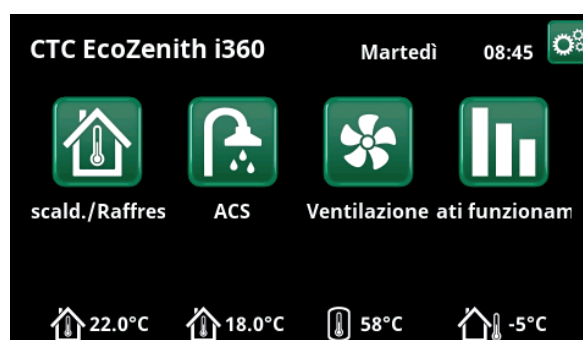 CTC EcoZenith i360 Martedì 08:45
scald./Raffres ACS Ventilazione ati funzionam
22.0°C 18.0°C 58°C -5°C